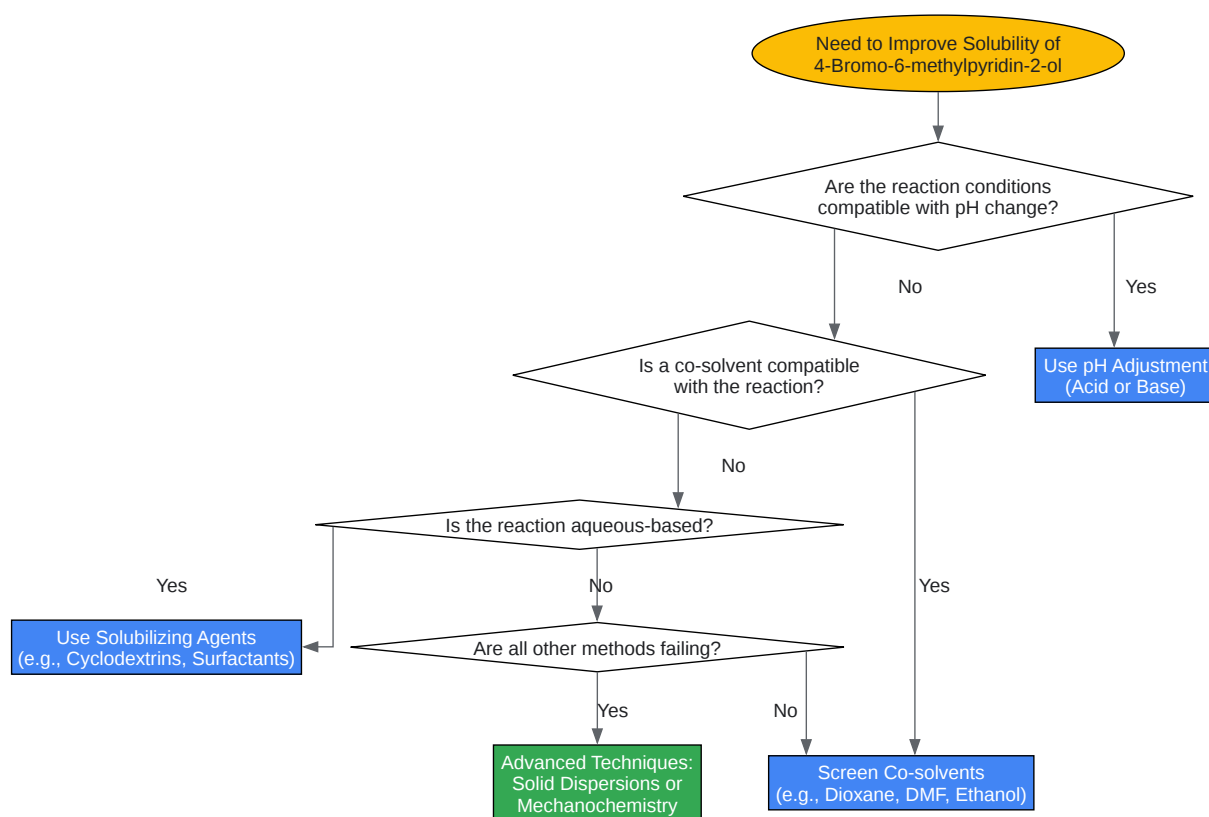 Need to Improve Solubility of
4-Bromo-6-methylpyridin-2-ol
Are the reaction conditions
compatible with pH change?
No
Yes
Is a co-solvent compatible
with the reaction?
Use pH Adjustment
(Acid or Base)
No
Is the reaction aqueous-based?
Yes
No
Yes
Use Solubilizing Agents
(e.g., Cyclodextrins, Surfactants)
Are all other methods failing?
Yes
No
Advanced Techniques:
Solid Dispersions or
Mechanochemistry
Screen Co-solvents
(e.g., Dioxane, DMF, Ethanol)